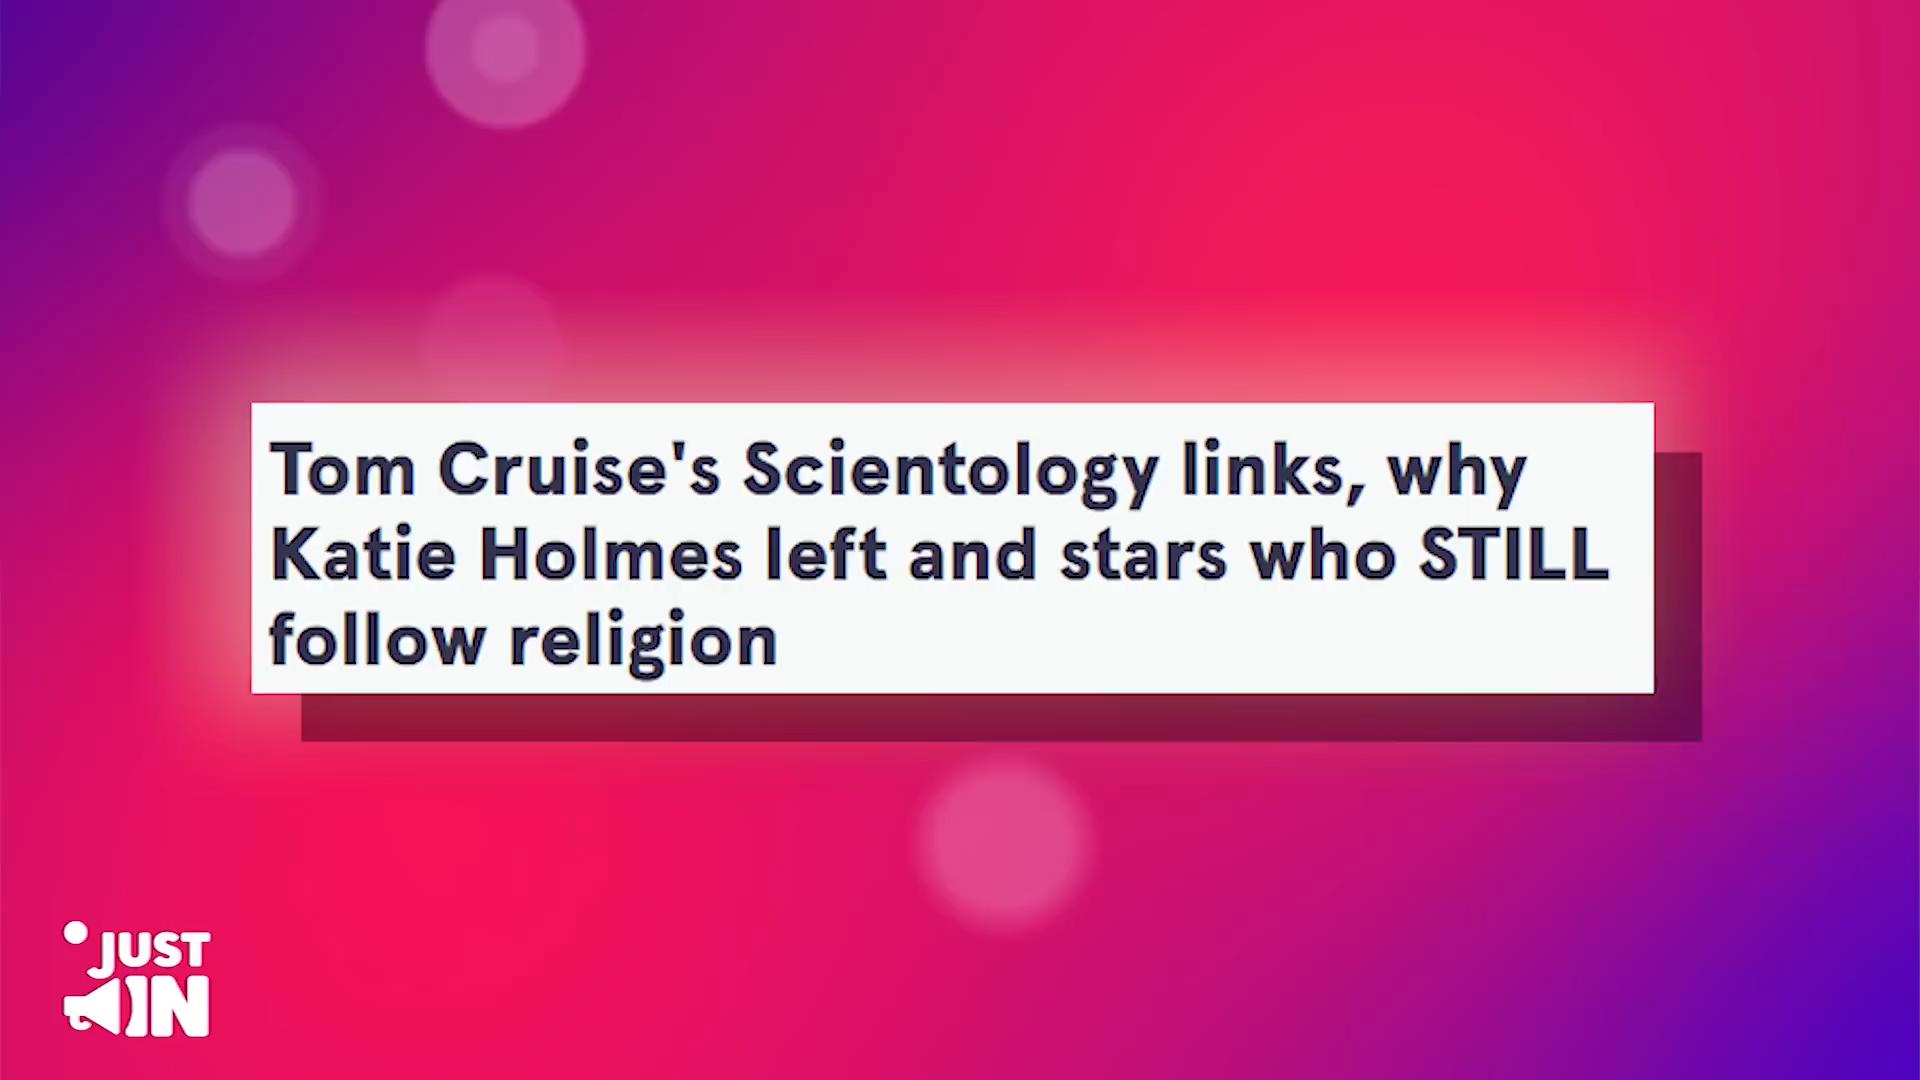 Tom Cruise's Scientology links, why
Katie Holmes left and stars who STILL
follow religion
JUST
IN